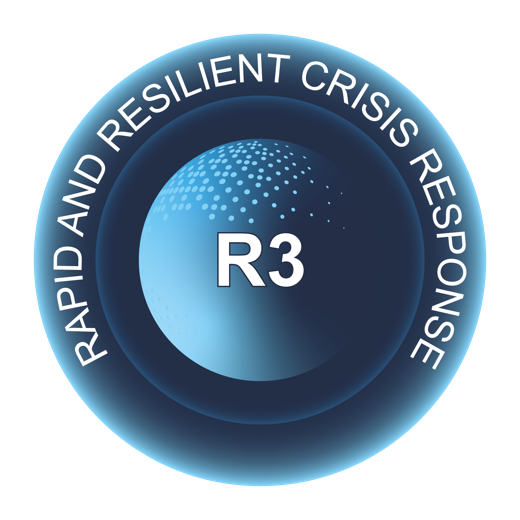 RAPID AND RESILIENT CRISIS RESPONSE
R3